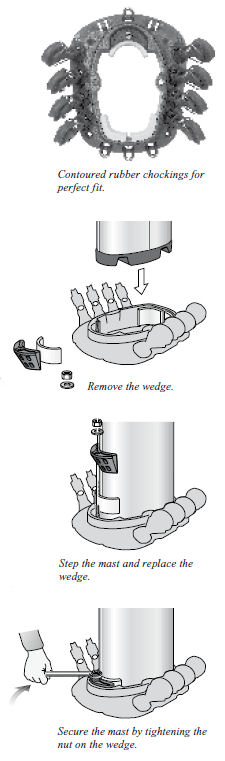 Contoured rubber chockings for
perfect fit.
Remove the wedge.
Step the mast and replace the
wedge.
Secure the mast by tightening the
nut on the wedge.